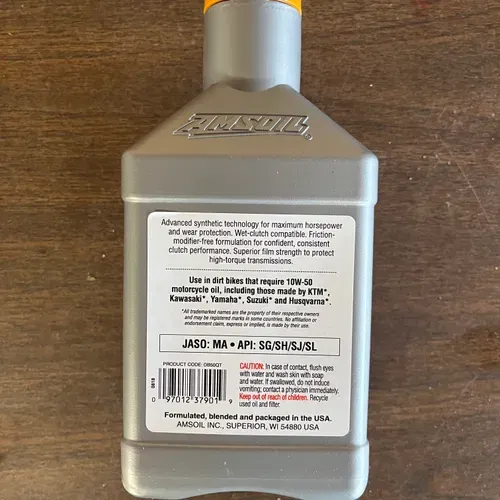 AMSOIL
Advanced synthetic technology for maximum horsepower
and wear protection. Wet-clutch compatible. Friction-
modifier-free formulation for confident, consistent
clutch performance. Superior film strength to protect
high-torque transmissions.
Use in dirt bikes that require 10W-50
motorcycle oil, including those made by KTM*,
Kawasaki*, Yamaha*, Suzuki* and Husqvarna*.
*All trademarked names are the property of their respective owners
and may be registered marks in some countries. No affiliation or
endorsement claim, express or implied, is made by their use.
JASO: MA • API: SG/SH/SJ/SL
PRODUCT CODE: DB50QT
0818
0 97012 37901 9
CAUTION: In case of contact, flush eyes
with water and wash skin with soap
and water. If swallowed, do not induce
vomiting; contact a physician immediately.
Keep out of reach of children. Recycle
used oil and filter.
Formulated, blended and packaged in the USA.
AMSOIL INC., SUPERIOR, WI 54880 USA